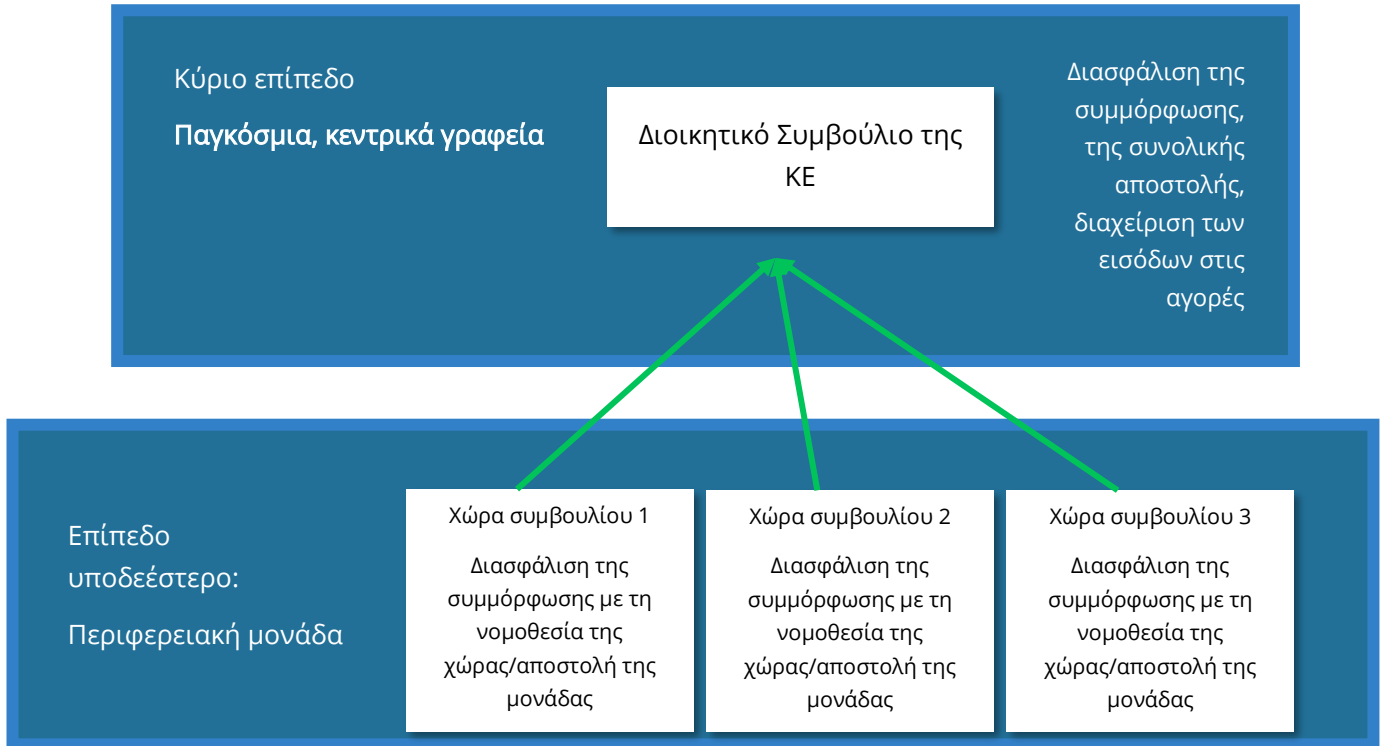 Κύριο επίπεδο
Παγκόσμια, κεντρικά γραφεία
Διοικητικό Συμβούλιο της
ΚΕ
Διασφάλιση της
συμμόρφωσης,
της συνολικής
αποστολής,
διαχείριση των
εισόδων στις
αγορές
Επίπεδο
υποδεέστερο:
Περιφερειακή μονάδα
Χώρα συμβουλίου 1
Διασφάλιση της
συμμόρφωσης με τη
νομοθεσία της
χώρας/αποστολή της
μονάδας
Χώρα συμβουλίου 2
Διασφάλιση της
συμμόρφωσης με τη
νομοθεσία της
χώρας/αποστολή της
μονάδας
Χώρα συμβουλίου 3
Διασφάλιση της
συμμόρφωσης με τη
νομοθεσία της
χώρας/αποστολή της
μονάδας